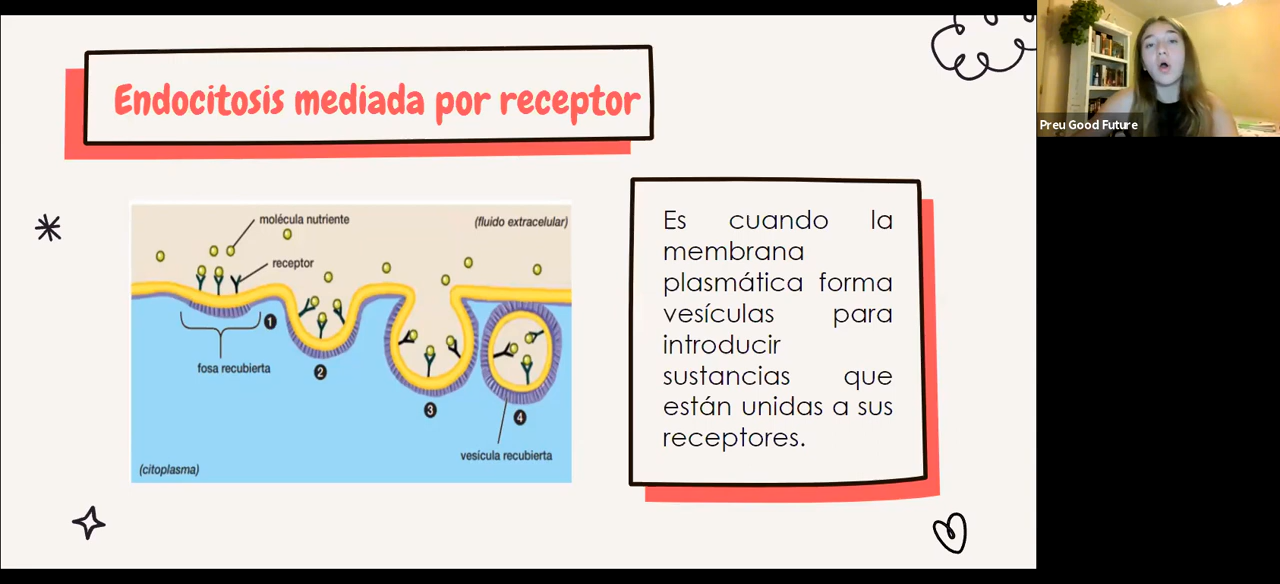 Endocitosis mediada por receptor
Preu Good Future
molécula nutriente
(fluido extracelular)
receptor
1
fosa recubierta
2
3
4
vesícula recubierta
(citoplasma)
Es cuando la
membrana
plasmática forma
vesículas para
introducir
sustancias que
están unidas a sus
receptores.